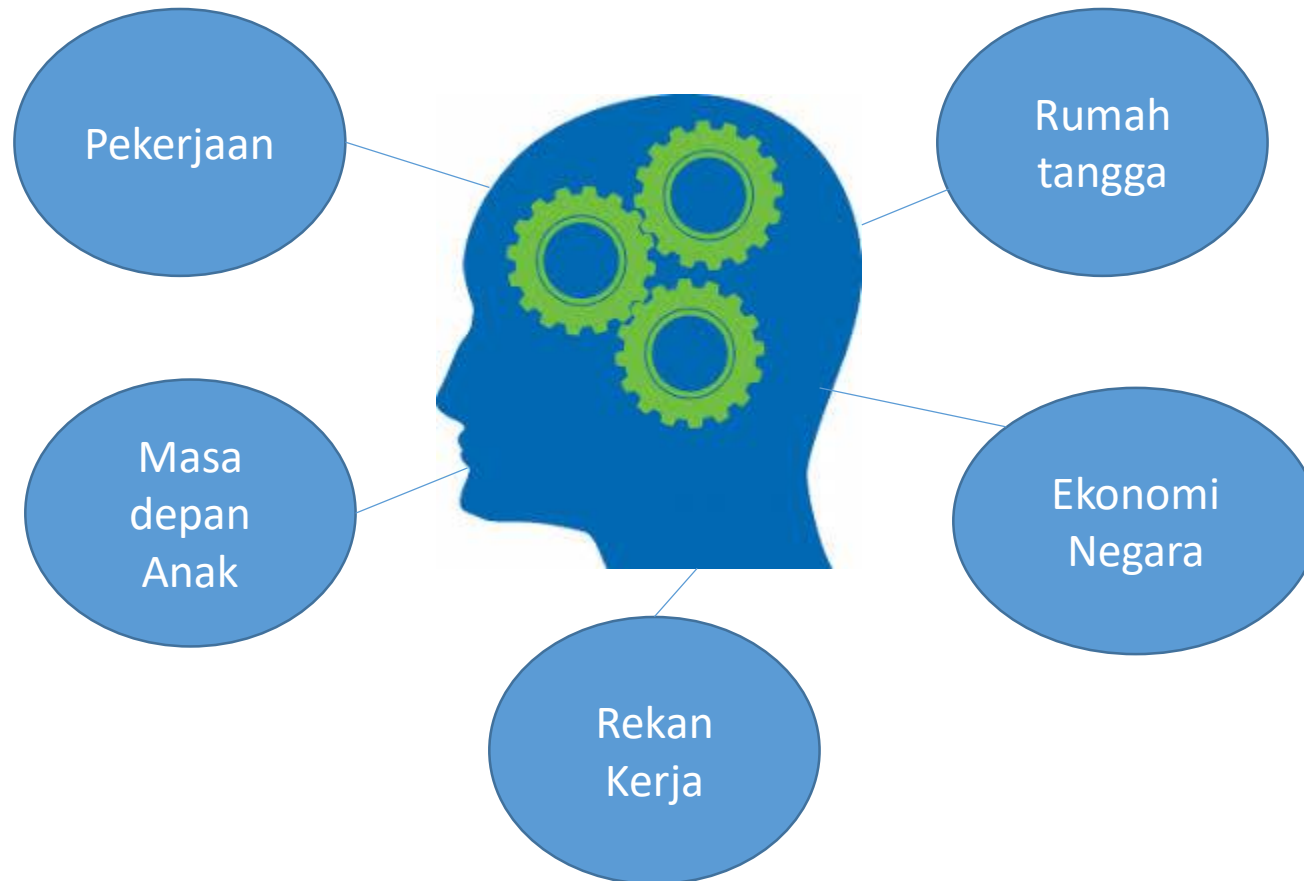 Pekerjaan
Rumah
tangga
Masa
depan
Anak
Ekonomi
Negara
Rekan
Kerja